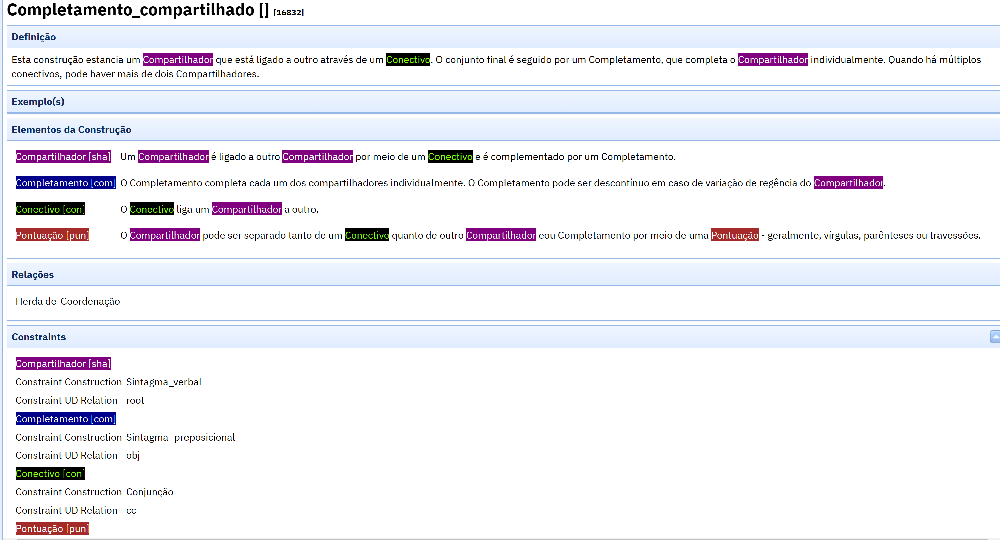 Completamento_compartilhado [] [16832]
Definição
Esta construção estancia um Compartilhador que está ligado a outro através de um Conectivo. O conjunto final é seguido por um Completamento, que completa o Compartilhador individualmente. Quando há múltiplos
conectivos, pode haver mais de dois Compartilhadores.
Exemplo(s)
Elementos da Construção
Compartilhador [sha] Um Compartilhador é ligado a outro Compartilhador por meio de um Conectivo e é complementado por um Completamento.
Completamento [com] O Completamento completa cada um dos compartilhadores individualmente. O Completamento pode ser descontínuo em caso de variação de regência do Compartilhador.
Conectivo [con] O Conectivo liga um Compartilhador a outro.
Pontuação [pun] O Compartilhador pode ser separado tanto de um Conectivo quanto de outro Compartilhador eou Completamento por meio de uma Pontuação - geralmente, vírgulas, parênteses ou travessões.
Relações
Herda de Coordenação
Constraints
Compartilhador [sha]
Constraint Construction Sintagma_verbal
Constraint UD Relation root
Completamento [com]
Constraint Construction Sintagma_preposicional
Constraint UD Relation obj
Conectivo [con]
Constraint Construction Conjunção
Constraint UD Relation cc
Pontuação [pun]